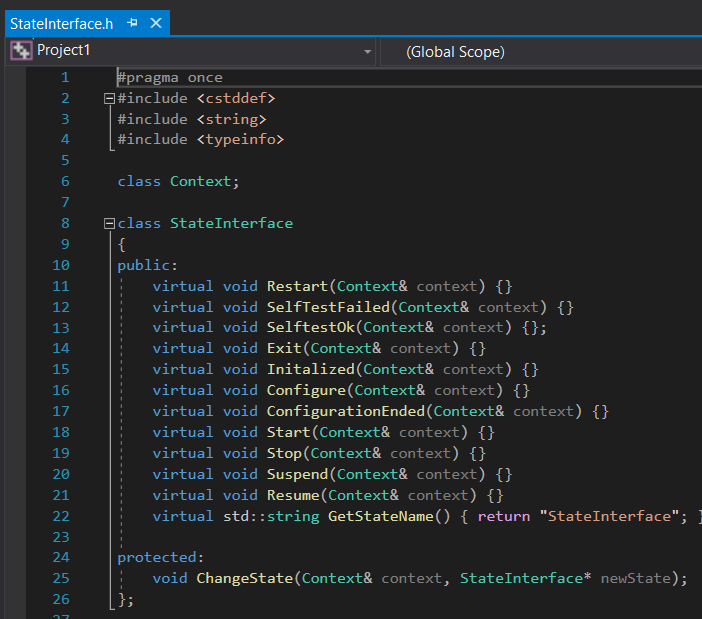 StateInterface.h
Project1 (Global Scope)
1 #pragma once
2 #include <cstddef>
3 #include <string>
4 #include <typeinfo>
5
6 class Context;
7
8 class StateInterface
9 {
10 public:
11 virtual void Restart(Context& context) {}
12 virtual void SelfTestFailed(Context& context) {}
13 virtual void SelftestOk(Context& context) {};
14 virtual void Exit(Context& context) {}
15 virtual void Initalized(Context& context) {}
16 virtual void Configure(Context& context) {}
17 virtual void ConfigurationEnded(Context& context) {}
18 virtual void Start(Context& context) {}
19 virtual void Stop(Context& context) {}
20 virtual void Suspend(Context& context) {}
21 virtual void Resume(Context& context) {}
22 virtual std::string GetStateName() { return "StateInterface"; }
23
24 protected:
25 void ChangeState(Context& context, StateInterface* newState);
26 };
27